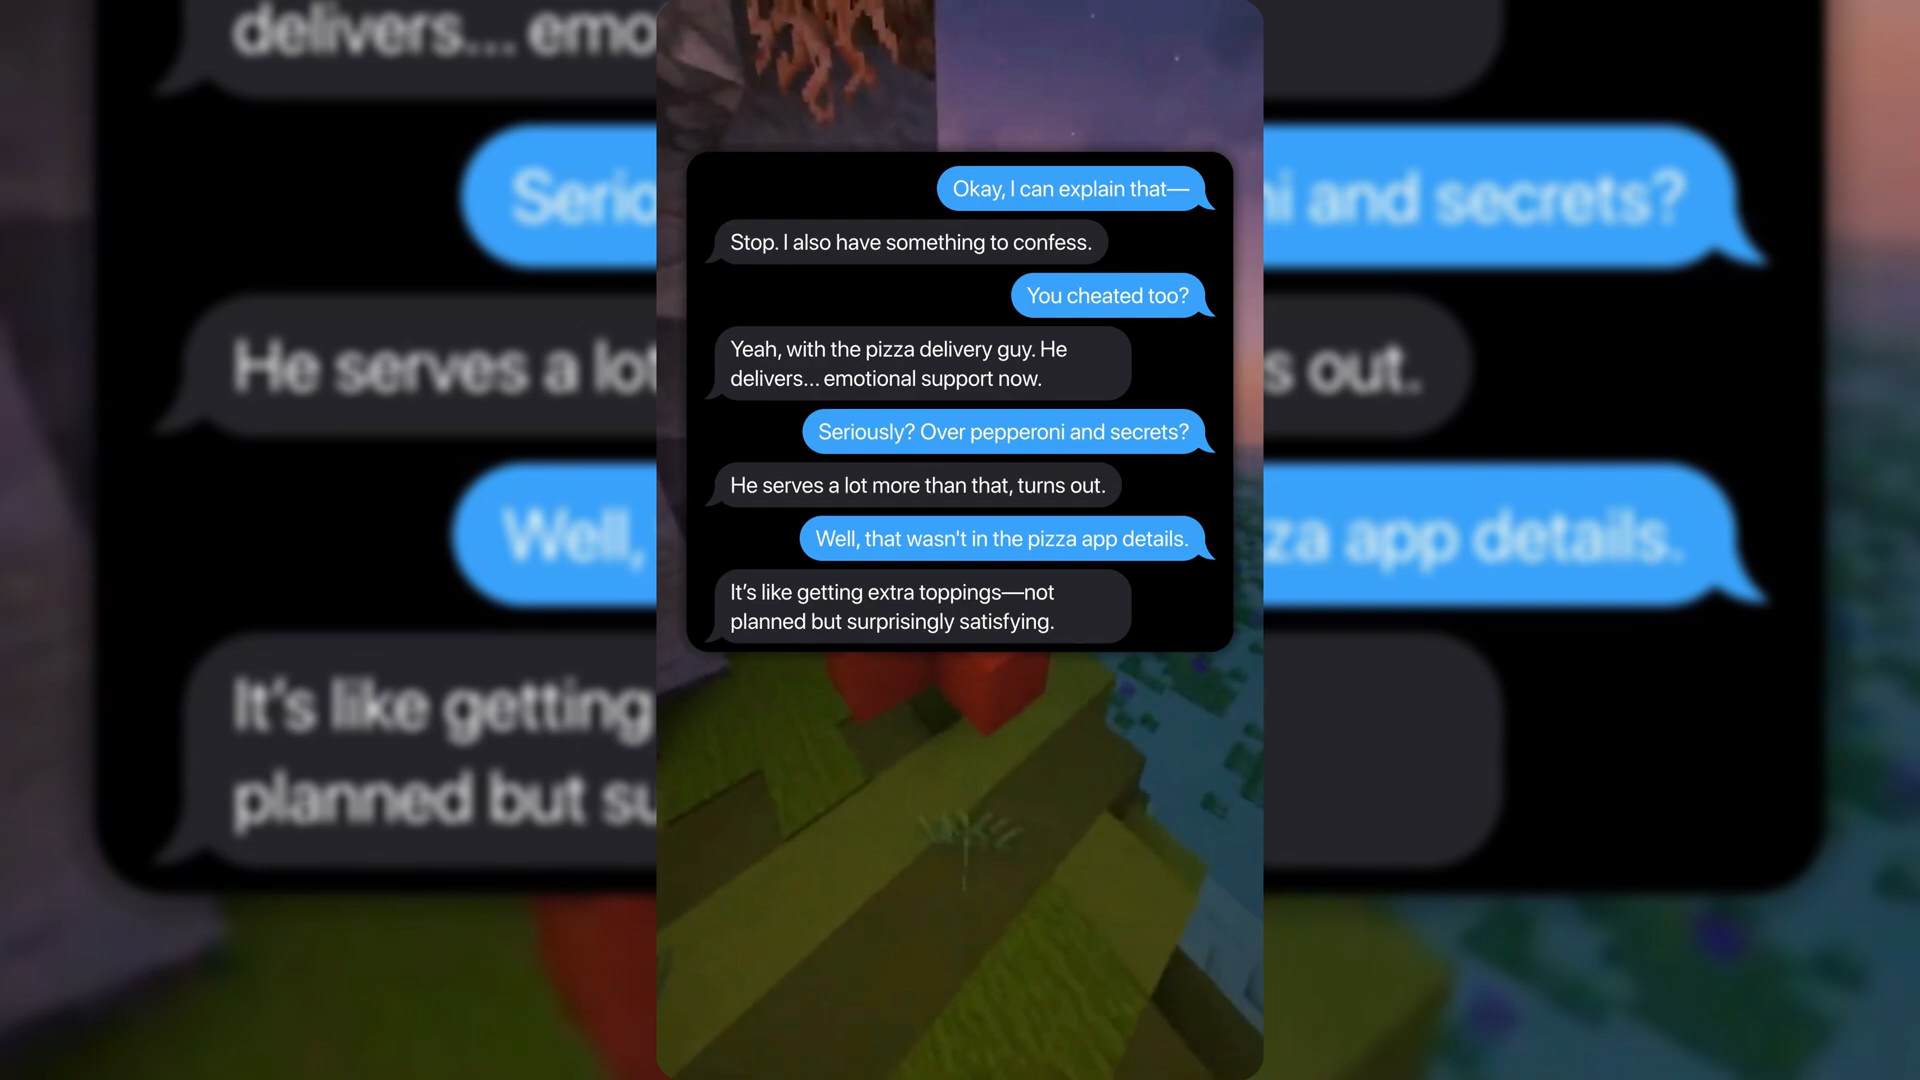 Okay, I can explain that—
Stop. I also have something to confess.
You cheated too?
Yeah, with the pizza delivery guy. He
delivers... emotional support now.
Seriously? Over pepperoni and secrets?
He serves a lot more than that, turns out.
Well, that wasn't in the pizza app details.
It’s like getting extra toppings—not
planned but surprisingly satisfying.